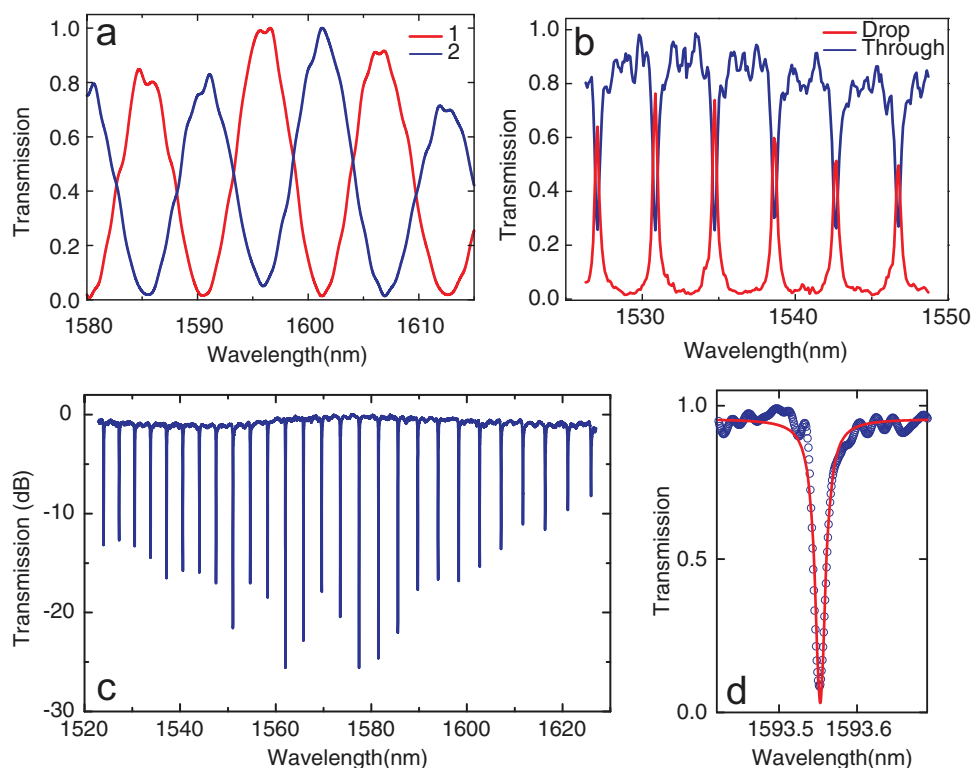 a
1
2
Transmission
1.0
0.8
0.6
0.4
0.2
0.0
1580
1590
1600
1610
Wavelength(nm)
b
Drop
Through
Transmission
1.0
0.8
0.6
0.4
0.2
0.0
1530
1540
1550
Wavelength(nm)
c
Transmission (dB)
0
-10
-20
-30
1520
1540
1560
1580
1600
1620
Wavelength(nm)
d
Transmission
1.0
0.5
0.0
1593.5
1593.6
Wavelength(nm)